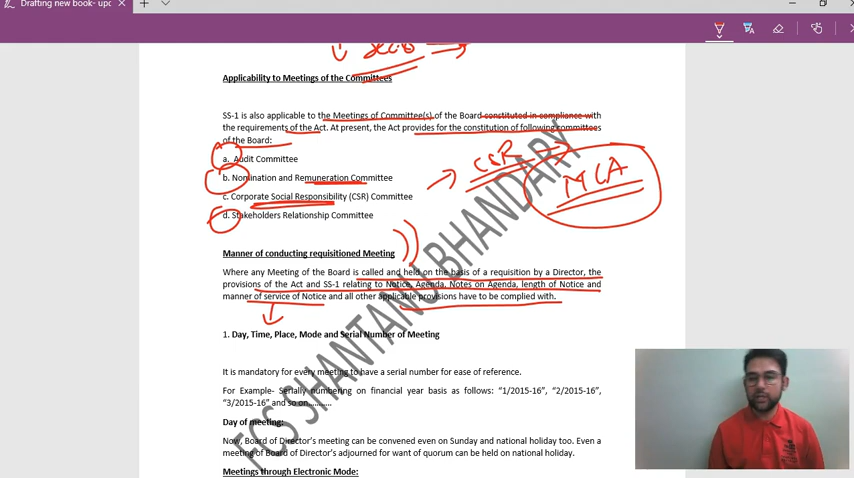 Drafting new book- upc
Applicability to Meetings of the Committees
SS-1 is also applicable to the Meetings of Committee(s) of the Board constituted in compliance with
the requirements of the Act. At present, the Act provides for the constitution of following committees
of the Board:
a. Audit Committee
b. Nomination and Remuneration Committee
CSR
MCA
c. Corporate Social Responsibility (CSR) Committee
d. Stakeholders Relationship Committee
Manner of conducting requisitioned Meeting
Where any Meeting of the Board is called and held on the basis of a requisition by a Director, the
provisions of the Act and SS-1 relating to Notice, Agenda, Notes on Agenda, length of Notice and
manner of service of Notice and all other applicable provisions have to be complied with.
1. Day, Time, Place, Mode and Serial Number of Meeting
It is mandatory for every meeting to have a serial number for ease of reference.
For Example- Serially numbering on financial year basis as follows: "1/2015-16", "2/2015-16",
"3/2015-16" and so on...........
Day of meeting:
Now, Board of Director's meeting can be convened even on Sunday and national holiday too. Even a
meeting of Board of Director's adjourned for want of quorum can be held on national holiday.
Meetings through Electronic Mode:
FCS SHANTANU BHANDARY